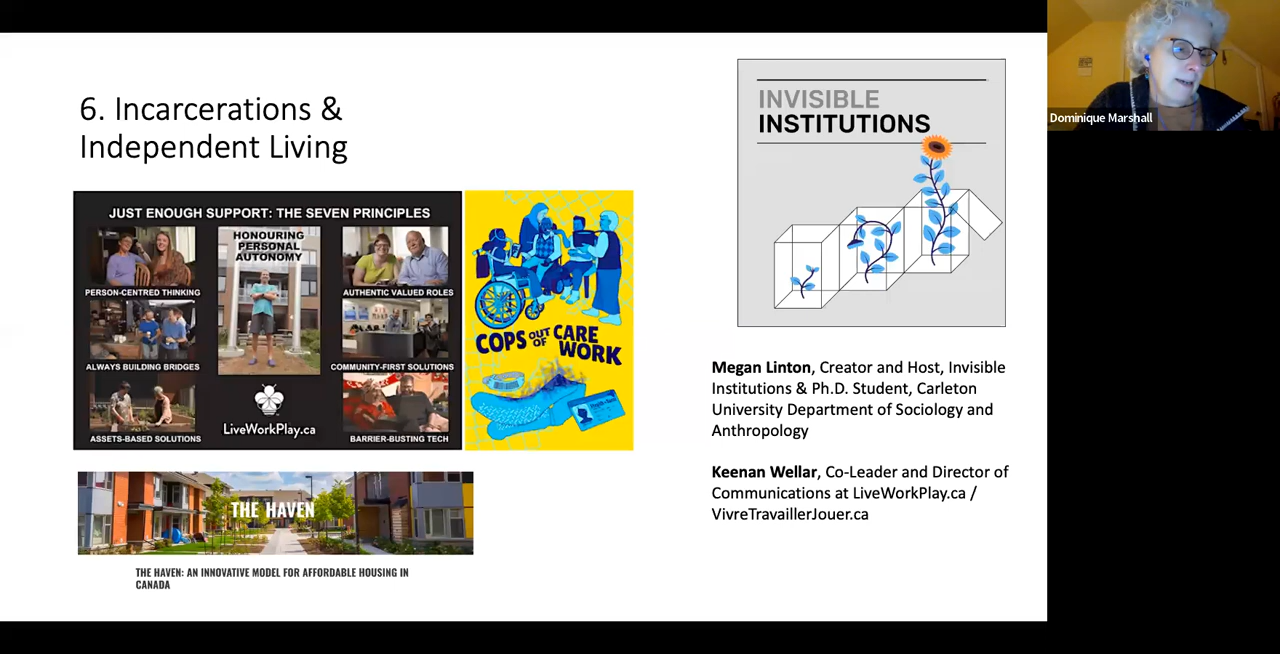 6. Incarcerations &
Independent Living
JUST ENOUGH SUPPORT: THE SEVEN PRINCIPLES
PERSON-CENTRED THINKING
HONOURING
PERSONAL
AUTONOMY
AUTHENTIC VALUED ROLES
ALWAYS BUILDING BRIDGES
COMMUNITY-FIRST SOLUTIONS
ASSETS-BASED SOLUTIONS
LiveWorkPlay.ca
BARRIER-BUSTING TECH
COPS OUT OF CARE WORK
THE HAVEN
THE HAVEN: AN INNOVATIVE MODEL FOR AFFORDABLE HOUSING IN
CANADA
INVISIBLE
INSTITUTIONS
Megan Linton, Creator and Host, Invisible
Institutions & Ph.D. Student, Carleton
University Department of Sociology and
Anthropology
Keenan Wellar, Co-Leader and Director of
Communications at LiveWorkPlay.ca /
VivreTravaillerJouer.ca
Dominique Marshall